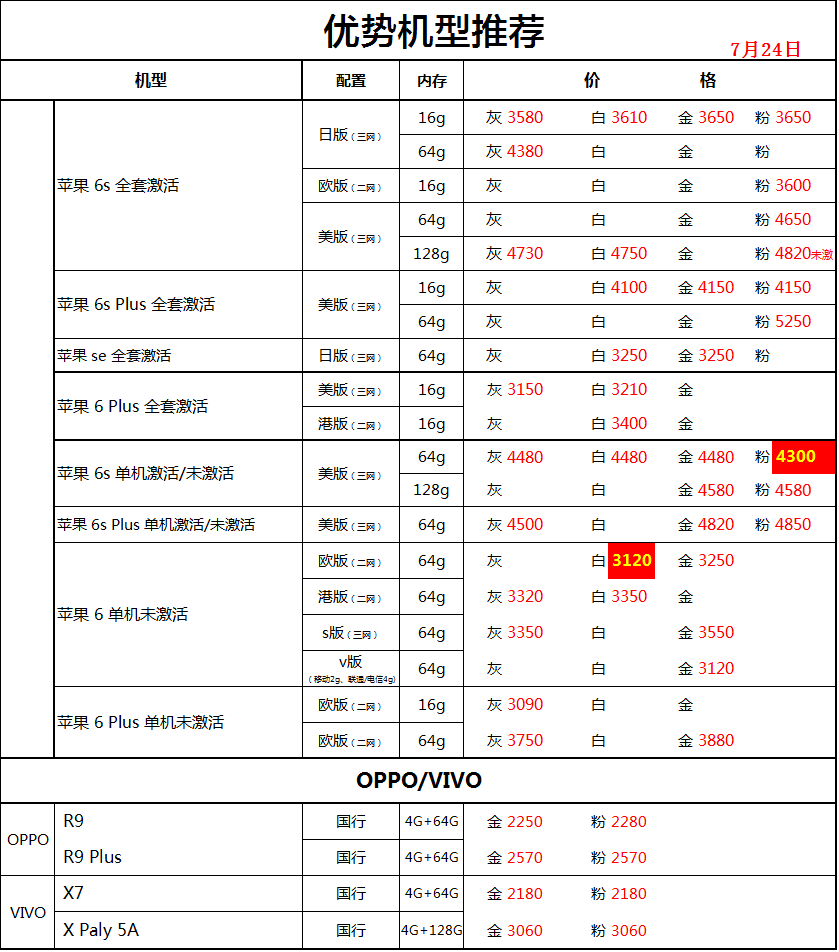 优势机型推荐
7月24日
机型 配置 内存 价 格
苹果 6s 全套激活 日版（三网） 16g 灰 3580 白 3610 金 3650 粉 3650
64g 灰 4380 白 金 粉
欧版（二网） 16g 灰 白 金 粉 3600
美版（三网） 64g 灰 白 金 粉 4650
128g 灰 4730 白 4750 金 粉 4820未激
苹果 6s Plus 全套激活 美版（三网） 16g 灰 白 4100 金 4150 粉 4150
64g 灰 白 金 粉 5250
苹果 se 全套激活 日版（三网） 64g 灰 白 3250 金 3250 粉
苹果 6 Plus 全套激活 美版（三网） 16g 灰 3150 白 3210 金
港版（二网） 16g 灰 白 3400 金
苹果 6s 单机激活/未激活 美版（三网） 64g 灰 4480 白 4480 金 4480 粉 4300
128g 灰 白 金 4580 粉 4580
苹果 6s Plus 单机激活/未激活 美版（三网） 64g 灰 4500 白 金 4820 粉 4850
苹果 6 单机未激活 欧版（二网） 64g 灰 白 3120 金 3250
港版（二网） 64g 灰 3320 白 3350 金
s版（三网） 64g 灰 3350 白 金 3550
v版 64g 灰 白 金 3120
（移动2g、联通/电信4g）
苹果 6 Plus 单机未激活 欧版（二网） 16g 灰 3090 白 金
欧版（二网） 64g 灰 3750 白 金 3880
OPPO/VIVO
OPPO R9 国行 4G+64G 金 2250 粉 2280
R9 Plus 国行 4G+64G 金 2570 粉 2570
VIVO X7 国行 4G+64G 金 2180 粉 2180
X Paly 5A 国行 4G+128G 金 3060 粉 3060